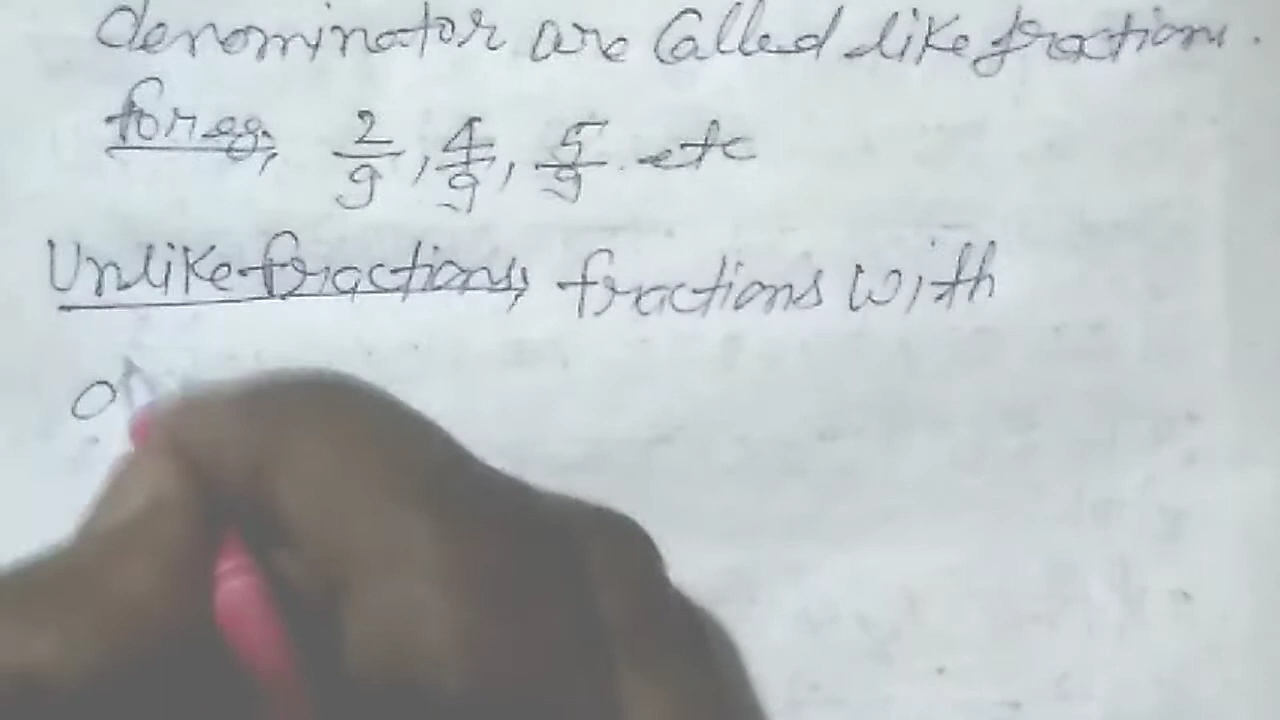 denominator are Called like fractions.
for eg, 2/9, 4/9, 5/9 etc
Unlike fractions, fractions with